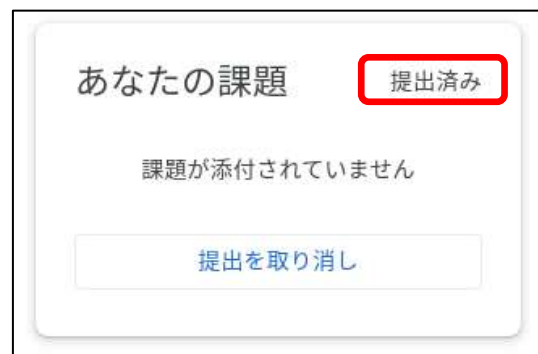 あなたの課題 提出済み
課題が添付されていません
提出を取り消し